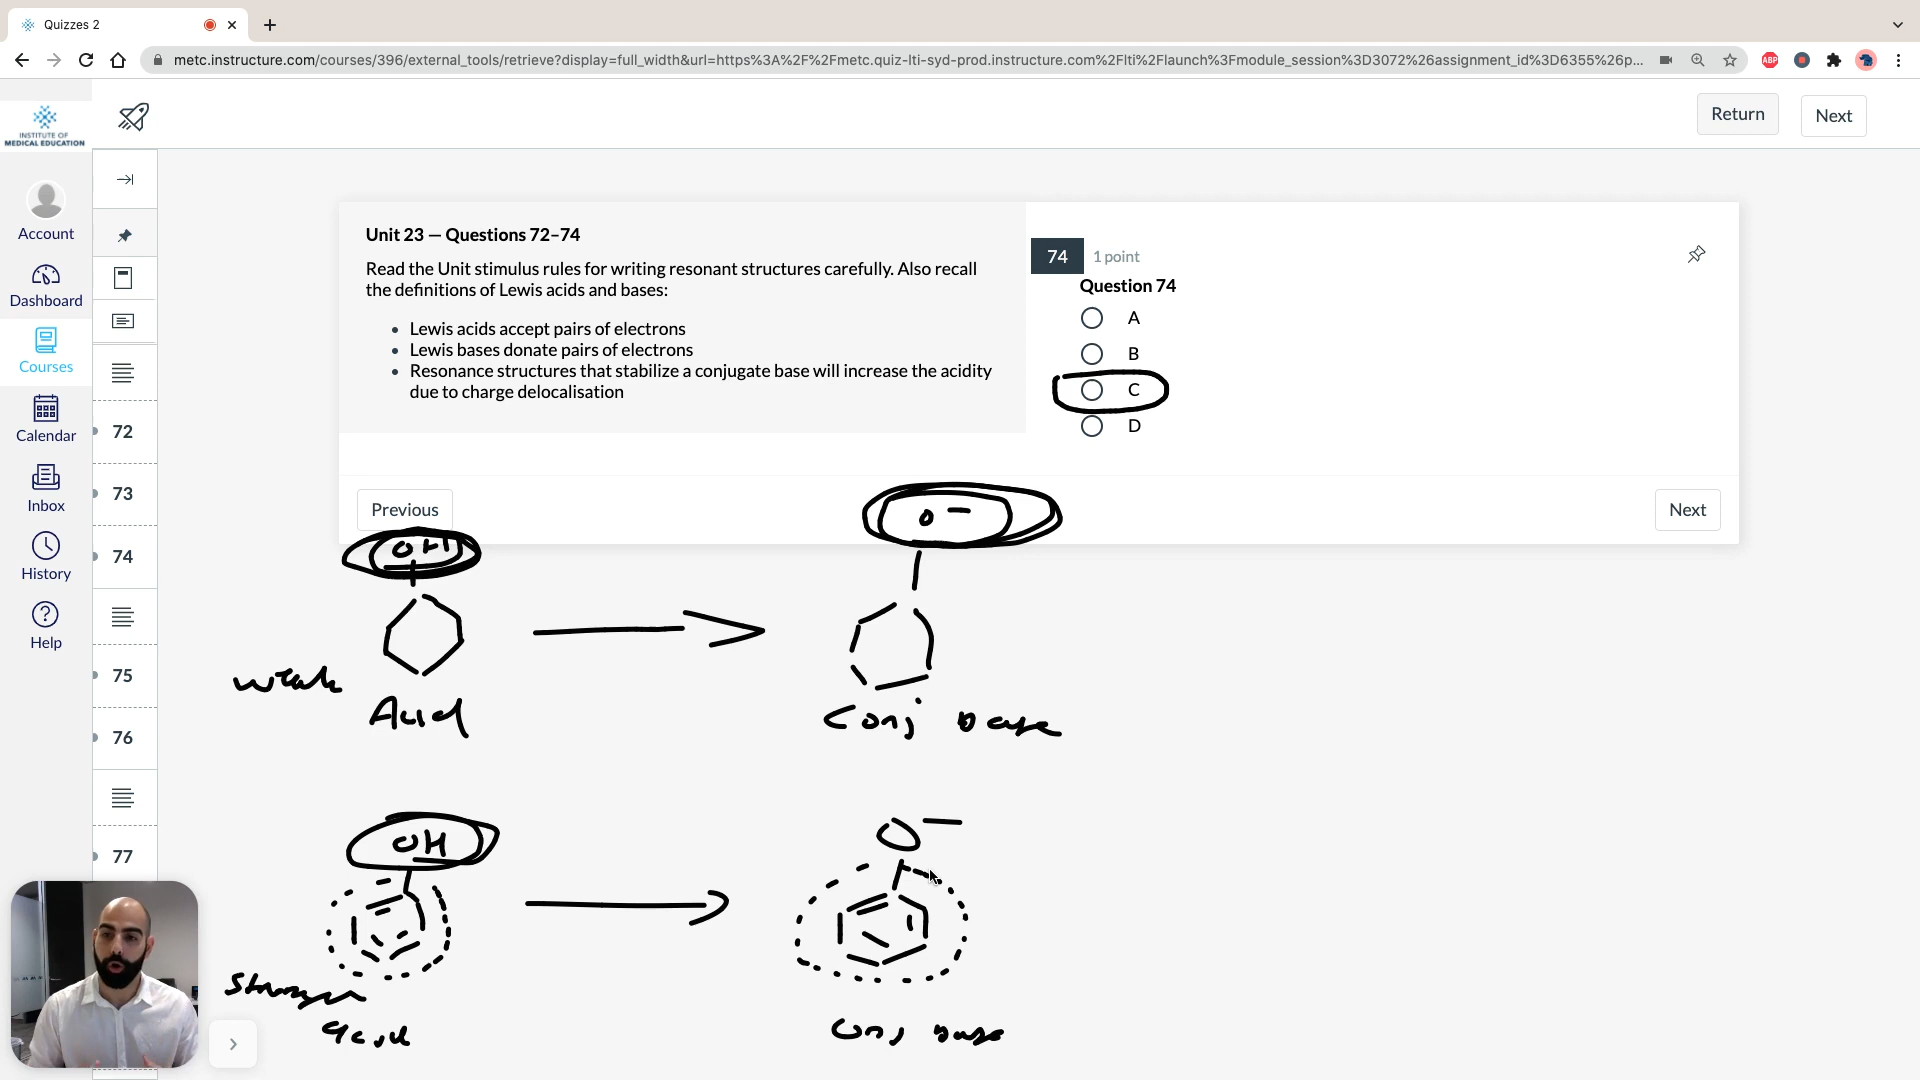 Quizzes 2
metc.instructure.com/courses/396/external_tools/retrieve?display=full_width&url=https%3A%2F%2Fmetc.quiz-lti-syd-prod.instructure.com%2Flti%2Flaunch%3Fmodule_session%3D3072%26assignment_id%3D6355%26p...
ABP
INSTITUTE OF
MEDICAL EDUCATION
Return
Next
Account
Dashboard
Courses
Calendar
Inbox
History
Help
72
73
74
75
76
77
Unit 23 — Questions 72–74
Read the Unit stimulus rules for writing resonant structures carefully. Also recall
the definitions of Lewis acids and bases:
• Lewis acids accept pairs of electrons
• Lewis bases donate pairs of electrons
• Resonance structures that stabilize a conjugate base will increase the acidity
due to charge delocalisation
74
1 point
Question 74
A
B
C
D
Previous
Next
OH
O −
weak
Acid
Conj base
OH
O −
Stronger
acid
Conj base